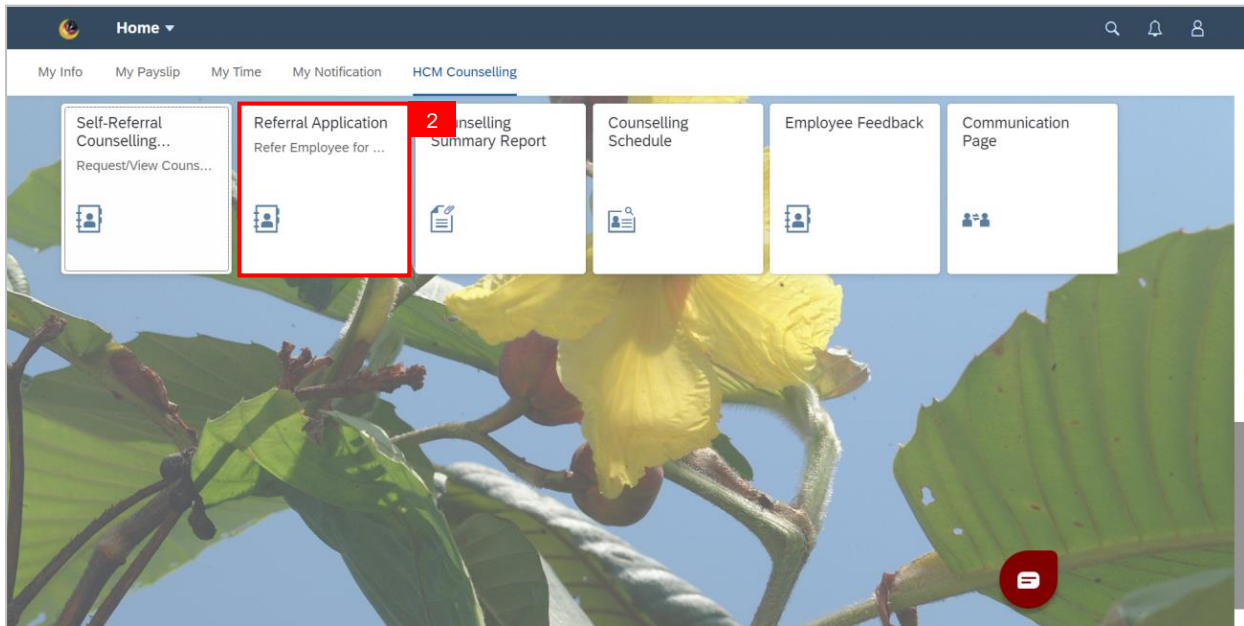 Home
My Info My Payslip My Time My Notification HCM Counselling
Self-Referral
Counselling...
Request/View Couns...
Referral Application
Refer Employee for ...
2
nselling
Summary Report
Counselling
Schedule
Employee Feedback
Communication
Page